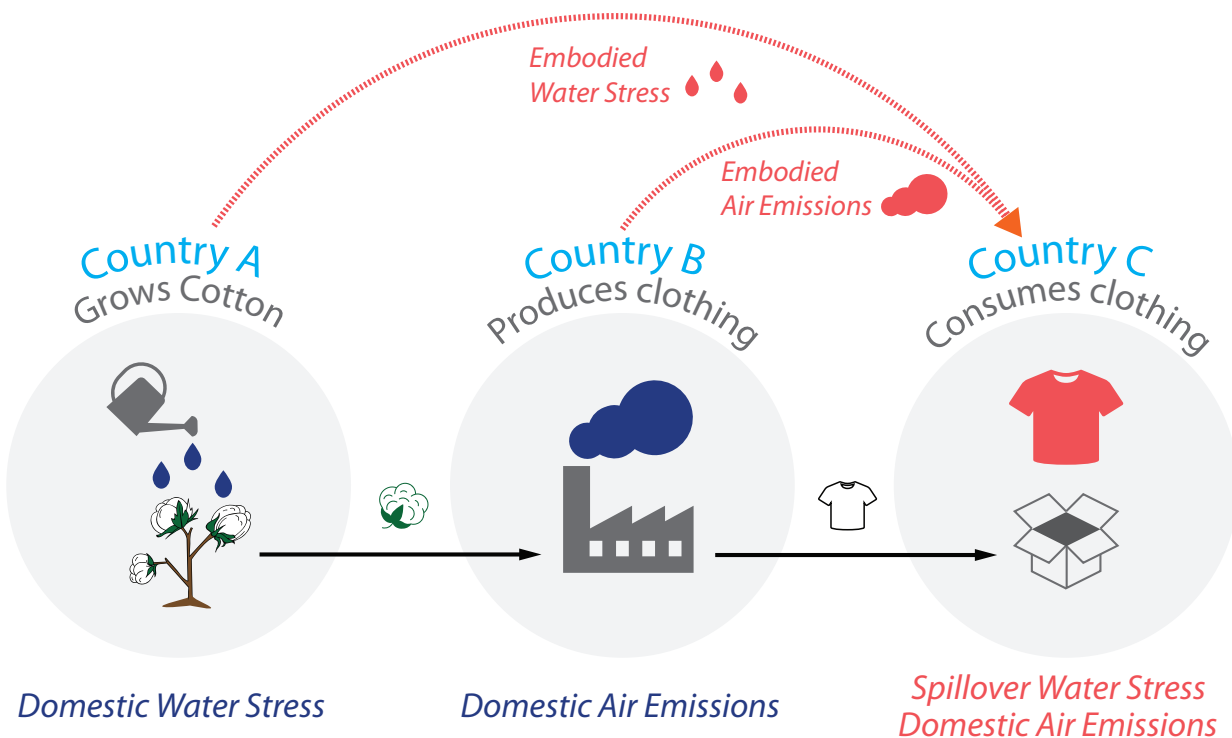 Embodied
Water Stress
Embodied
Air Emissions
Country A
Grows Cotton
Country B
Produces clothing
Country C
Consumes clothing
Domestic Water Stress
Domestic Air Emissions
Spillover Water Stress
Domestic Air Emissions